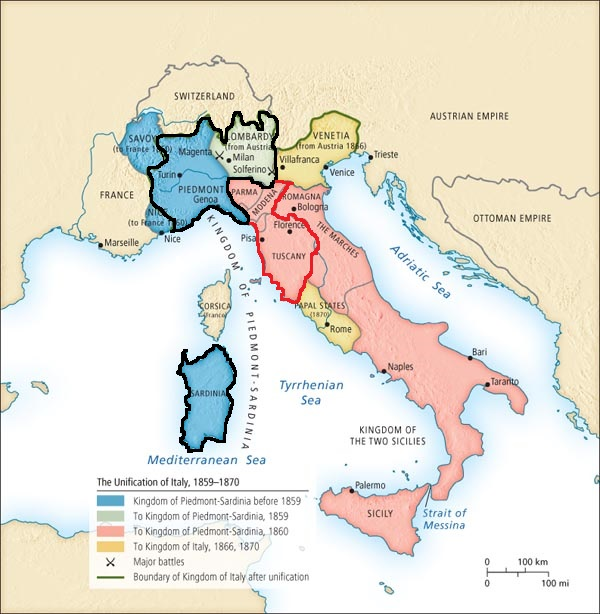 SWITZERLAND
AUSTRIAN EMPIRE
SAVOY
(to France 1860)
LOMBARDY
(from Austria)
VENETIA
(from Austria 1866)
Magenta
Milan
Solferino
Villafranca
Trieste
Venice
Turin
FRANCE
PIEDMONT
Genoa
PARMA
MODENA
ROMAGNA
Bologna
OTTOMAN EMPIRE
NICE
(to France 1860)
Nice
Marseille
Florence
Pisa
TUSCANY
THE MARCHES
Adriatic Sea
KINGDOM OF PIEDMONT-SARDINIA
CORSICA
(France)
PAPAL STATES
(1870)
Rome
Bari
Naples
Taranto
SARDINIA
Tyrrhenian
Sea
KINGDOM OF
THE TWO SICILIES
Mediterranean Sea
Palermo
SICILY
Strait of
Messina
The Unification of Italy, 1859–1870
Kingdom of Piedmont-Sardinia before 1859
To Kingdom of Piedmont-Sardinia, 1859
To Kingdom of Piedmont-Sardinia, 1860
To Kingdom of Italy, 1866, 1870
Major battles
Boundary of Kingdom of Italy after unification
0 100 km
0 100 mi